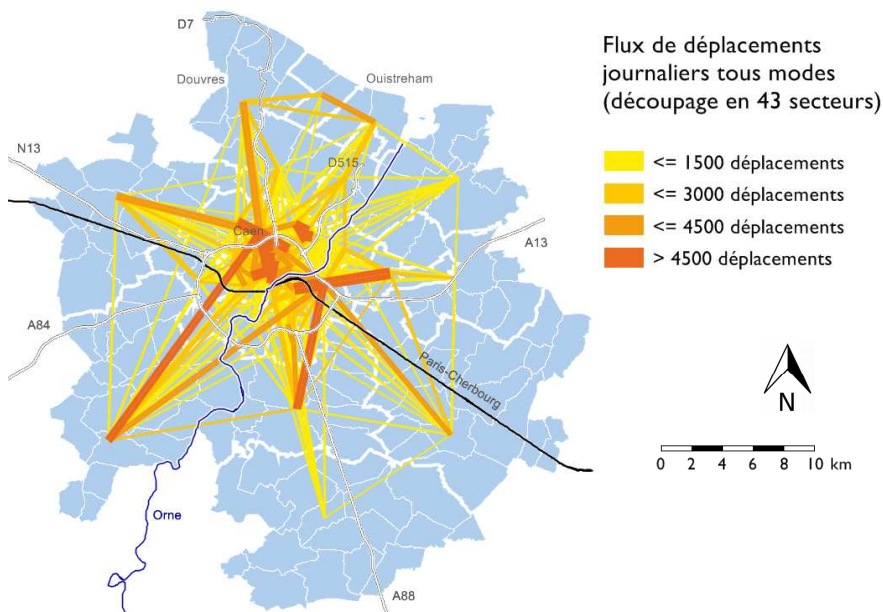 D7
Douvres
Ouistreham
N13
D515
Caen
A13
A84
Paris-Cherbourg
Orne
A88
Flux de déplacements
journaliers tous modes
(découpage en 43 secteurs)
<= 1500 déplacements
<= 3000 déplacements
<= 4500 déplacements
> 4500 déplacements
N
0 2 4 6 8 10 km